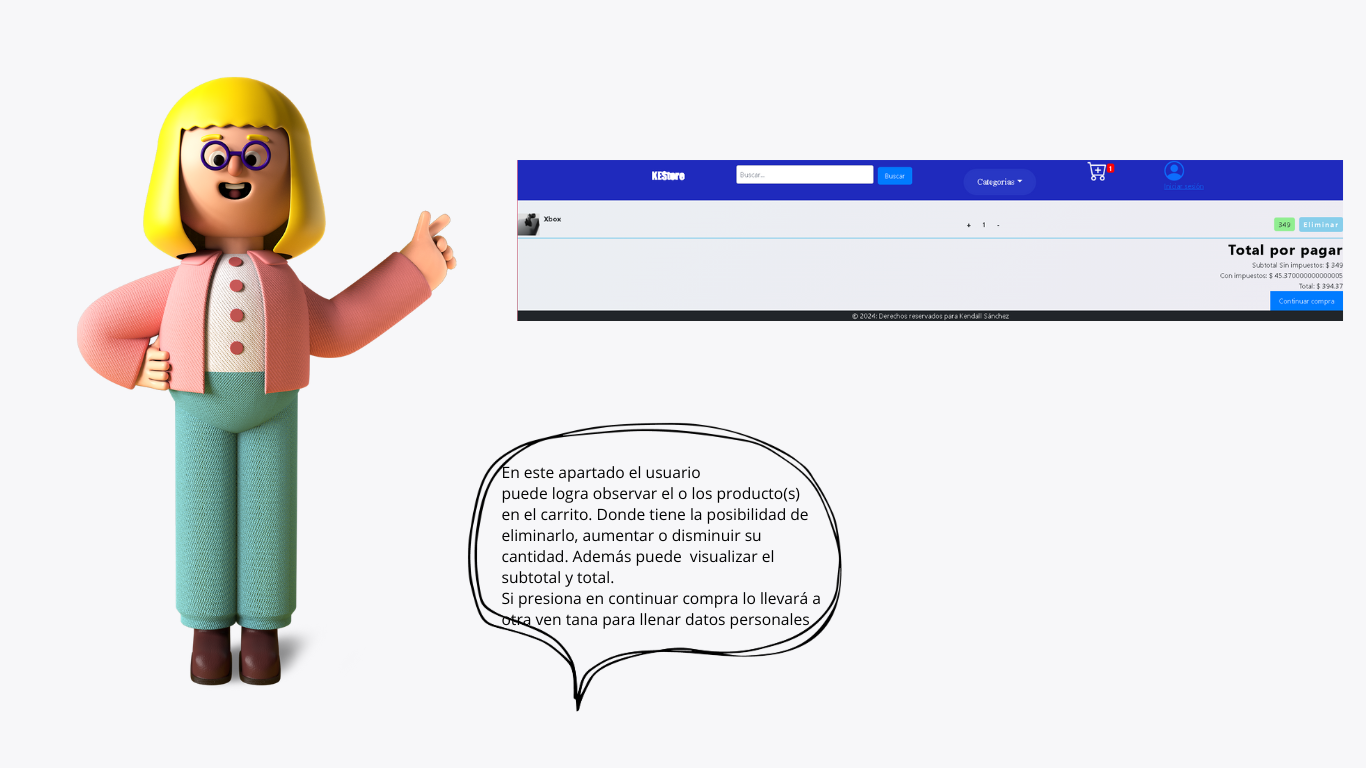 KEStore
Buscar...
Buscar
Categorias
1
Iniciar Sesión
Xbox
+ 1 -
349 Eliminar
Total por pagar
Subtotal Sin impuestos: $ 349
Con impuestos: $ 45.370000000000005
Total: $ 394.37
Continuar compra
© 2024: Derechos reservados para Kendall Sánchez
En este apartado el usuario
puede logra observar el o los producto(s)
en el carrito. Donde tiene la posibilidad de
eliminarlo, aumentar o disminuir su
cantidad. Además puede  visualizar el
subtotal y total.
Si presiona en continuar compra lo llevará a
otra ven tana para llenar datos personales